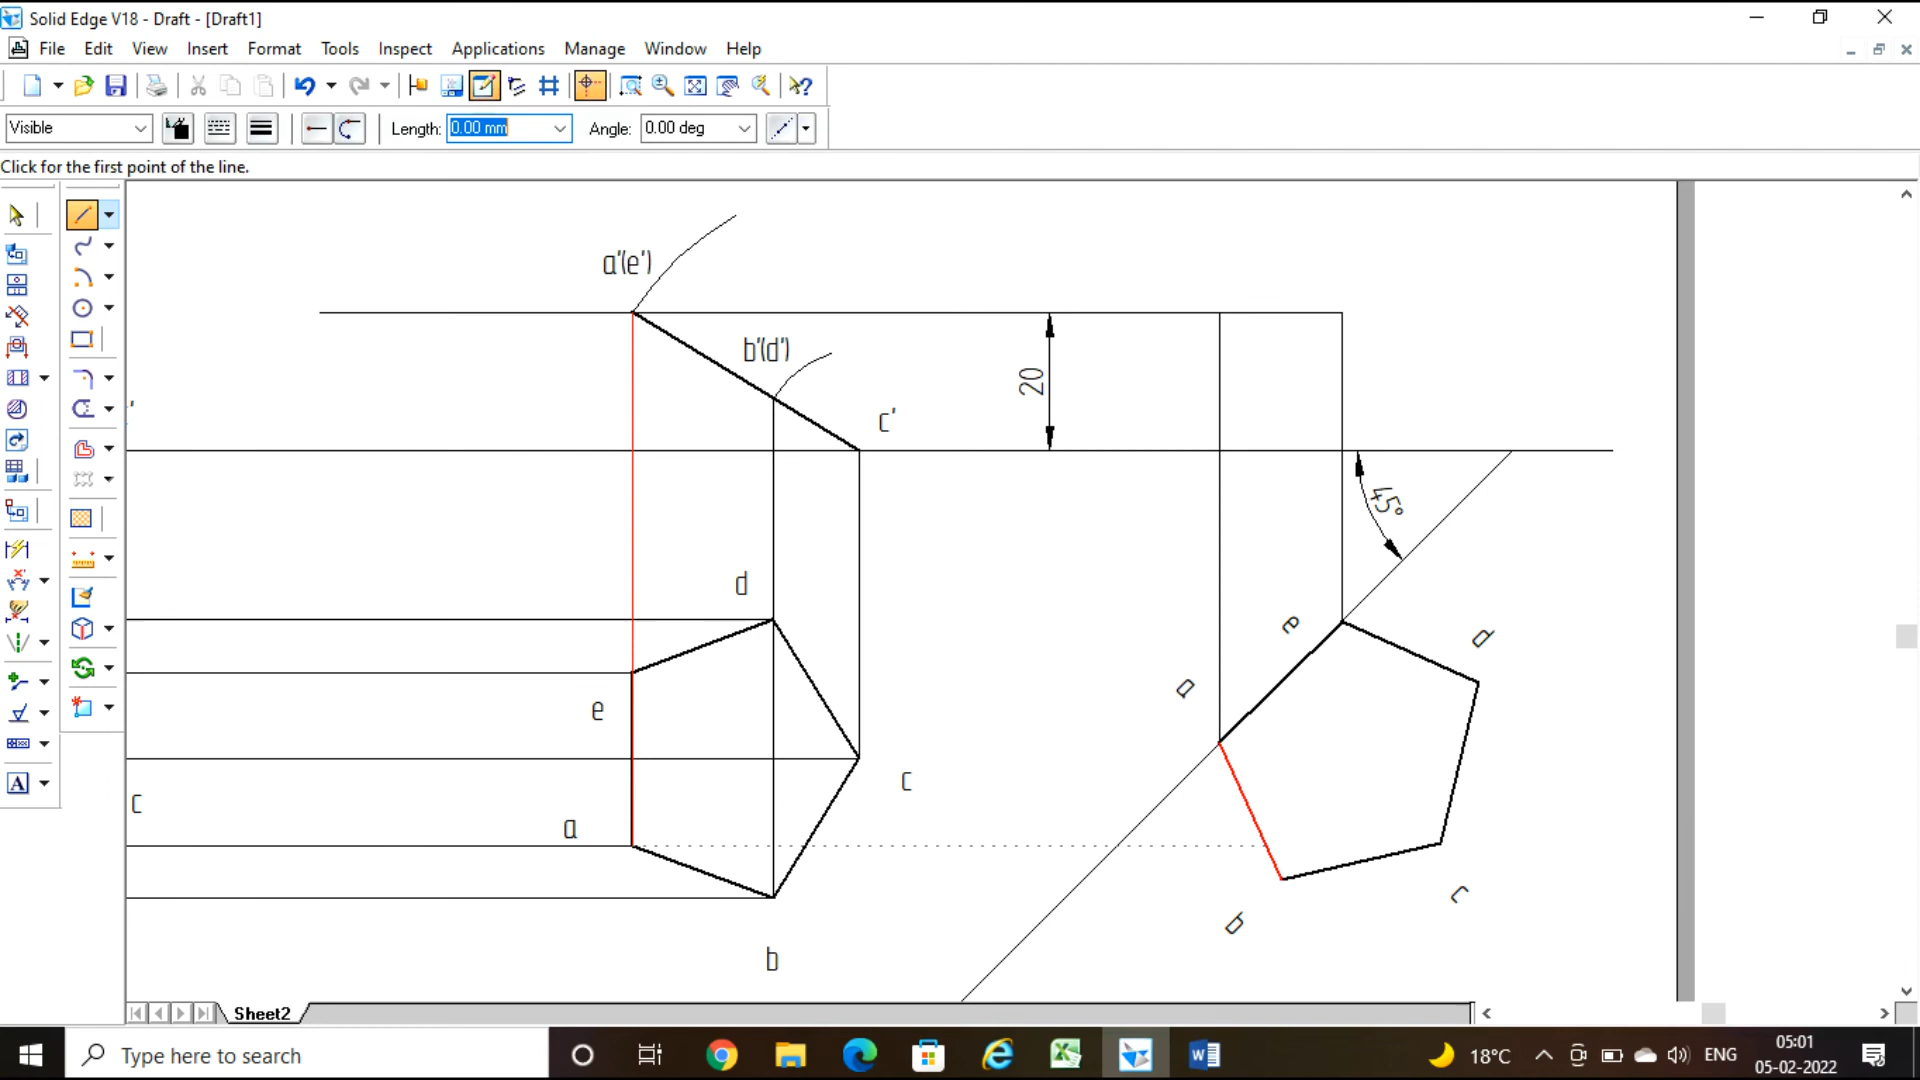 Solid Edge V18 - Draft - [Draft1]
File Edit View Insert Format Tools Inspect Applications Manage Window Help
Visible Length: 0.00 mm Angle: 0.00 deg
Click for the first point of the line.
a'(e')
b'(d')
20
c'
45°
d
e
d
a
e
c
c
a
c
b
b
A
Sheet2
Type here to search
18°C ENG
05:01
05-02-2022